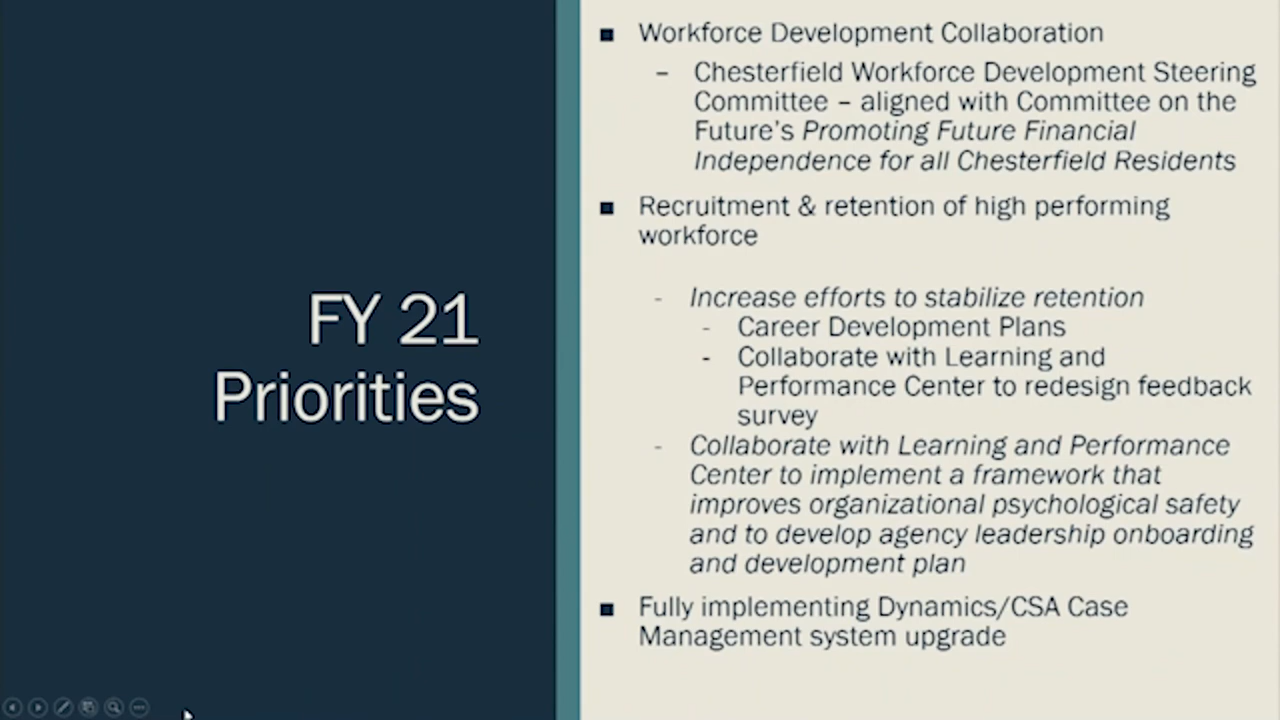 FY 21
Priorities
■ Workforce Development Collaboration
– Chesterfield Workforce Development Steering
Committee – aligned with Committee on the
Future's Promoting Future Financial
Independence for all Chesterfield Residents
■ Recruitment & retention of high performing
workforce
- Increase efforts to stabilize retention
- Career Development Plans
- Collaborate with Learning and
Performance Center to redesign feedback
survey
- Collaborate with Learning and Performance
Center to implement a framework that
improves organizational psychological safety
and to develop agency leadership onboarding
and development plan
■ Fully implementing Dynamics/CSA Case
Management system upgrade